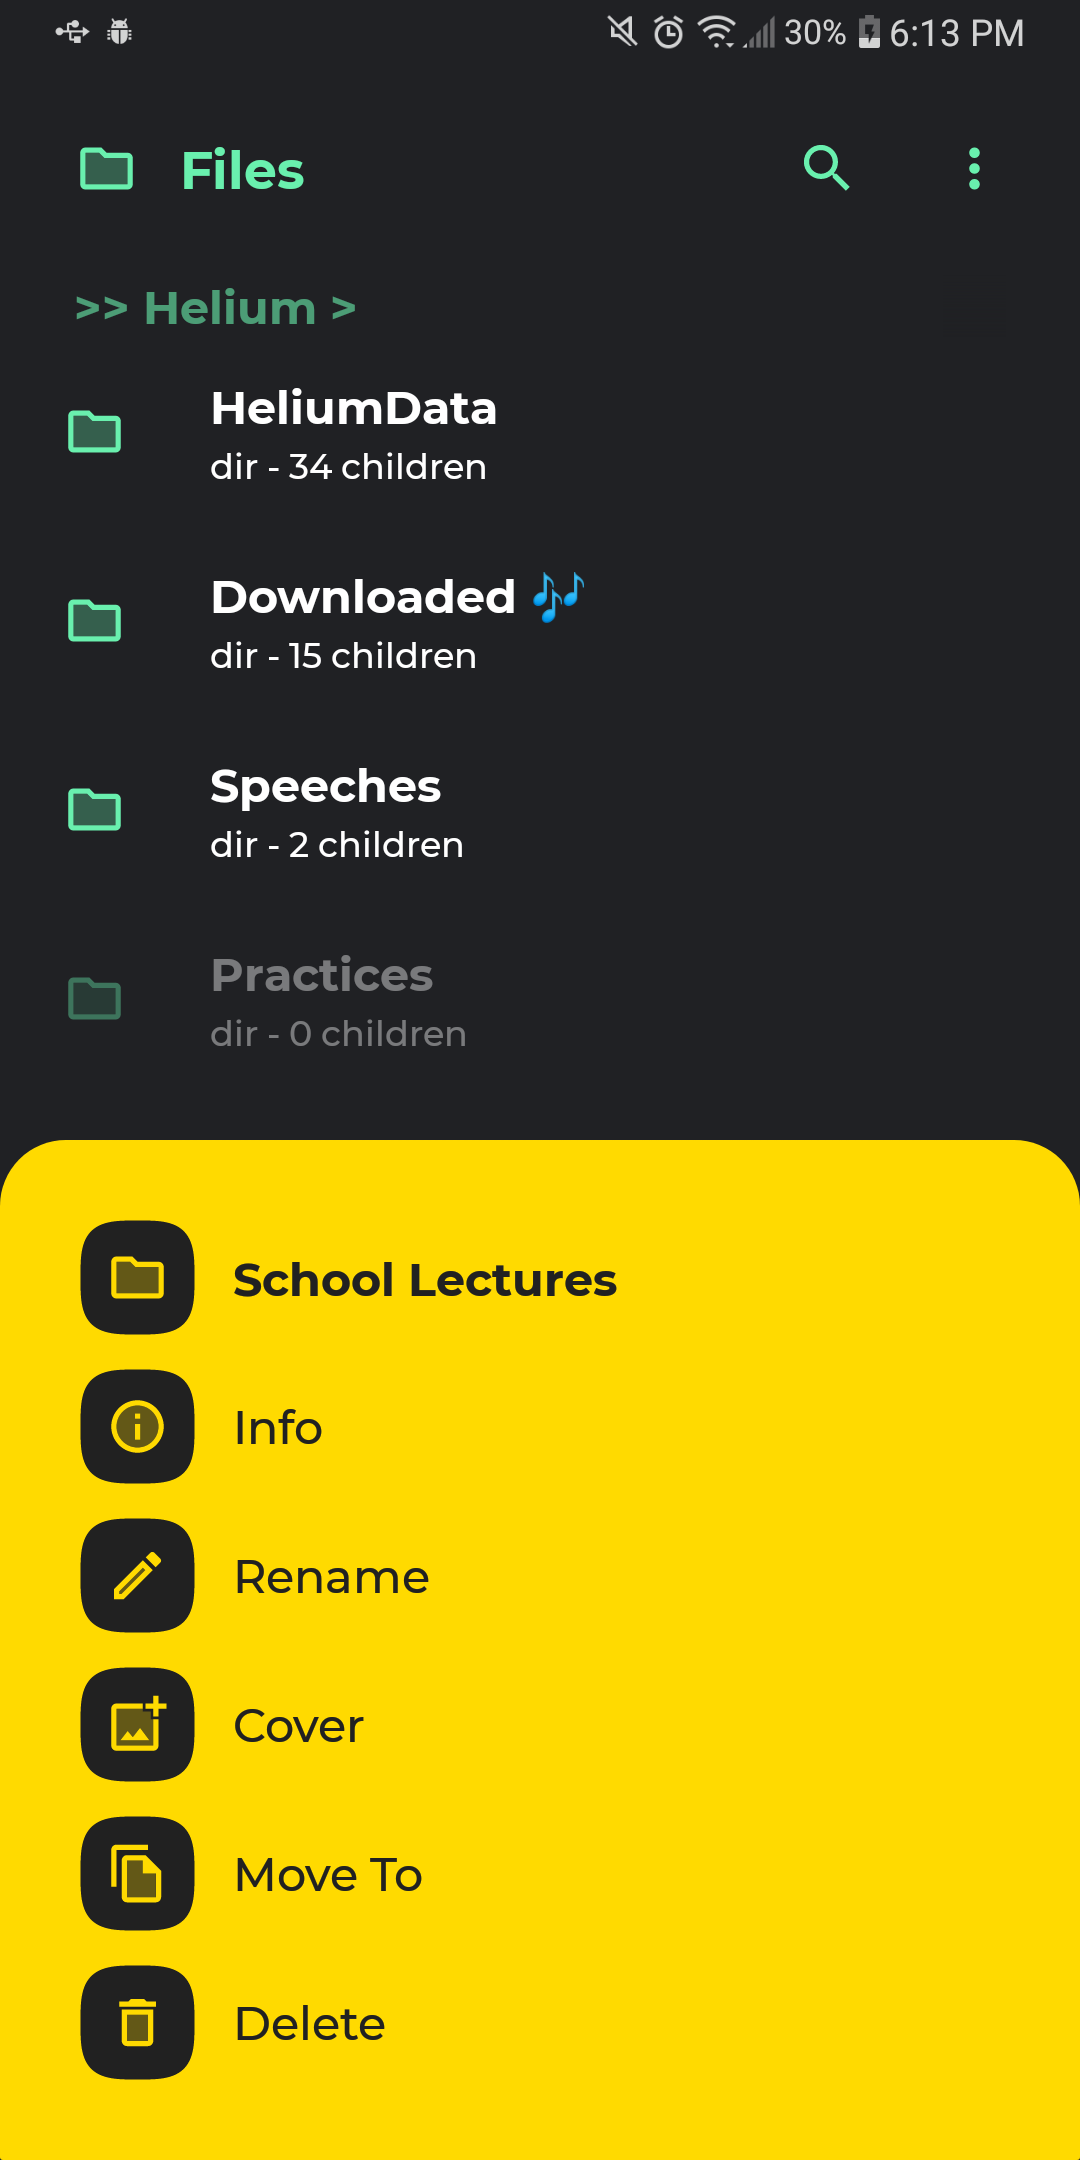 30% 6:13 PM
Files
>> Helium >
HeliumData
dir - 34 children
Downloaded 🎶
dir - 15 children
Speeches
dir - 2 children
Practices
dir - 0 children
School Lectures
Info
Rename
Cover
Move To
Delete